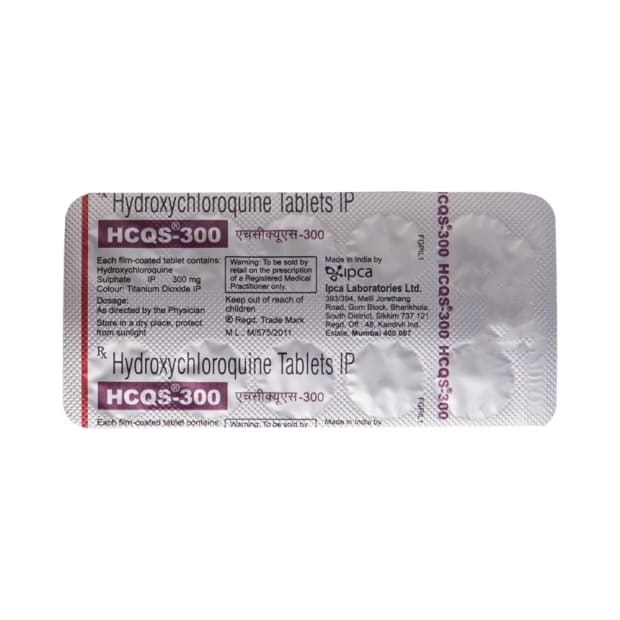 Rx Hydroxychloroquine Tablets IP
HCQS®-300 एचसीक्यूएस-300
Each film-coated tablet contains:
Hydroxychloroquine
Sulphate IP 300 mg
Colour: Titanium Dioxide IP
Dosage:
As directed by the Physician
Store in a dry place, protect
from sunlight
Warning: To be sold by
retail on the prescription
of a Registered Medical
Practitioner only.
Keep out of reach of
children
® Regd. Trade Mark
M.L.: M/575/2011
Made in India by
ipca
Ipca Laboratories Ltd.
393/394, Melli Jorethang
Road, Gom Block, Bharikhola,
South District, Sikkim 737 121
Regd. Off : 48, Kandivli Ind.
Estate, Mumbai 400 067
FGPIL1
HCQS®-300 HCQS®-300 HCQS®-300
Rx Hydroxychloroquine Tablets IP
HCQS®-300 एचसीक्यूएस-300
Each film-coated tablet contains:
Warning: To be sold by
Made in India by
FGPIL1